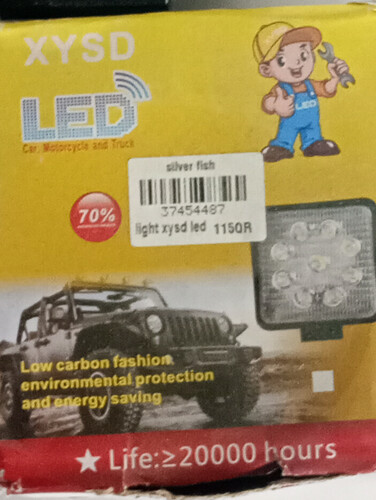 XYSD
LED
Car, Motorcycle and Truck
LED
silver fish
37454487
light xysd led 115QR
70%
Low carbon fashion
environmental protection
and energy saving
★ Life:≥20000 hours